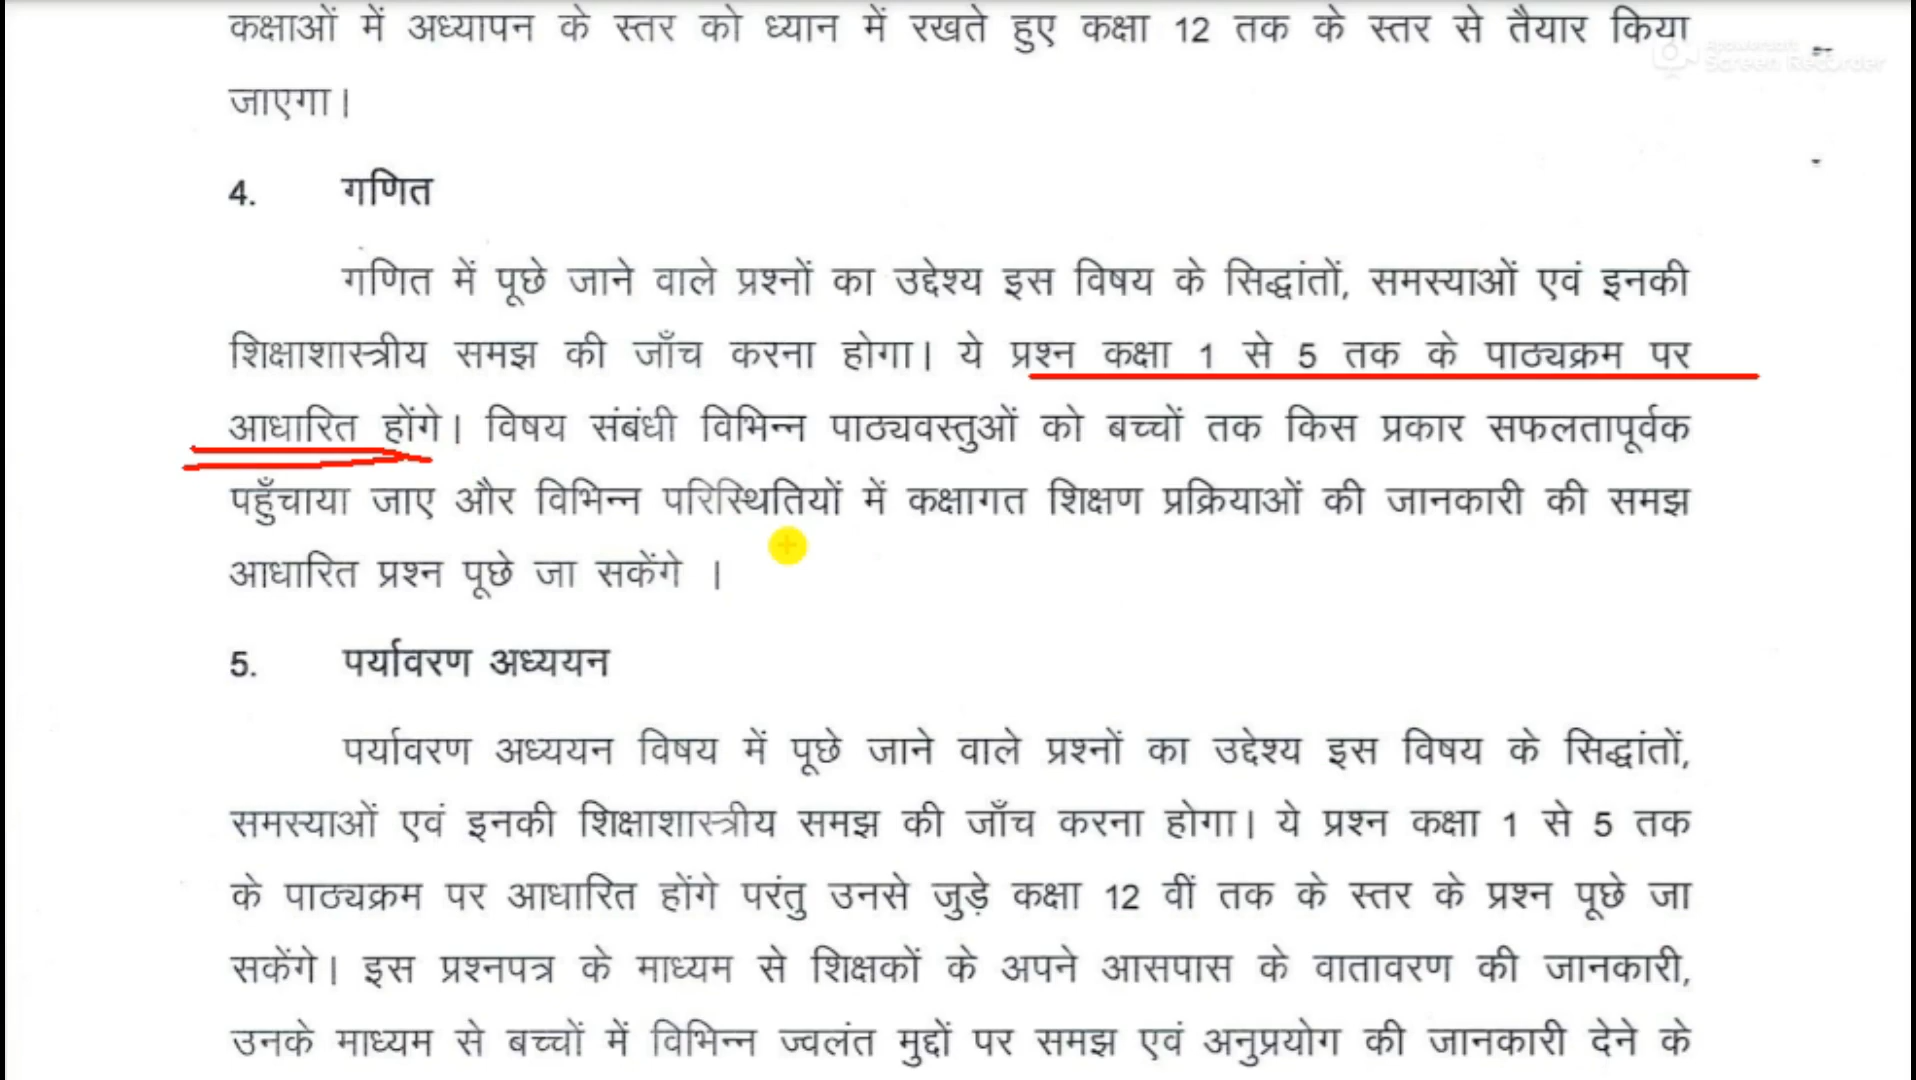 कक्षाओं में अध्यापन के स्तर को ध्यान में रखते हुए कक्षा 12 तक के स्तर से तैयार किया
Apowersoft
Screen Recorder
जाएगा।
4. गणित
गणित में पूछे जाने वाले प्रश्नों का उद्देश्य इस विषय के सिद्धांतों, समस्याओं एवं इनकी
शिक्षाशास्त्रीय समझ की जाँच करना होगा। ये प्रश्न कक्षा 1 से 5 तक के पाठ्यक्रम पर
आधारित होंगे। विषय संबंधी विभिन्न पाठ्यवस्तुओं को बच्चों तक किस प्रकार सफलतापूर्वक
पहुँचाया जाए और विभिन्न परिस्थितियों में कक्षागत शिक्षण प्रक्रियाओं की जानकारी की समझ
आधारित प्रश्न पूछे जा सकेंगे ।
5. पर्यावरण अध्ययन
पर्यावरण अध्ययन विषय में पूछे जाने वाले प्रश्नों का उद्देश्य इस विषय के सिद्धांतों,
समस्याओं एवं इनकी शिक्षाशास्त्रीय समझ की जाँच करना होगा। ये प्रश्न कक्षा 1 से 5 तक
के पाठ्यक्रम पर आधारित होंगे परंतु उनसे जुड़े कक्षा 12 वीं तक के स्तर के प्रश्न पूछे जा
सकेंगे। इस प्रश्नपत्र के माध्यम से शिक्षकों के अपने आसपास के वातावरण की जानकारी,
उनके माध्यम से बच्चों में विभिन्न ज्वलंत मुद्दों पर समझ एवं अनुप्रयोग की जानकारी देने के